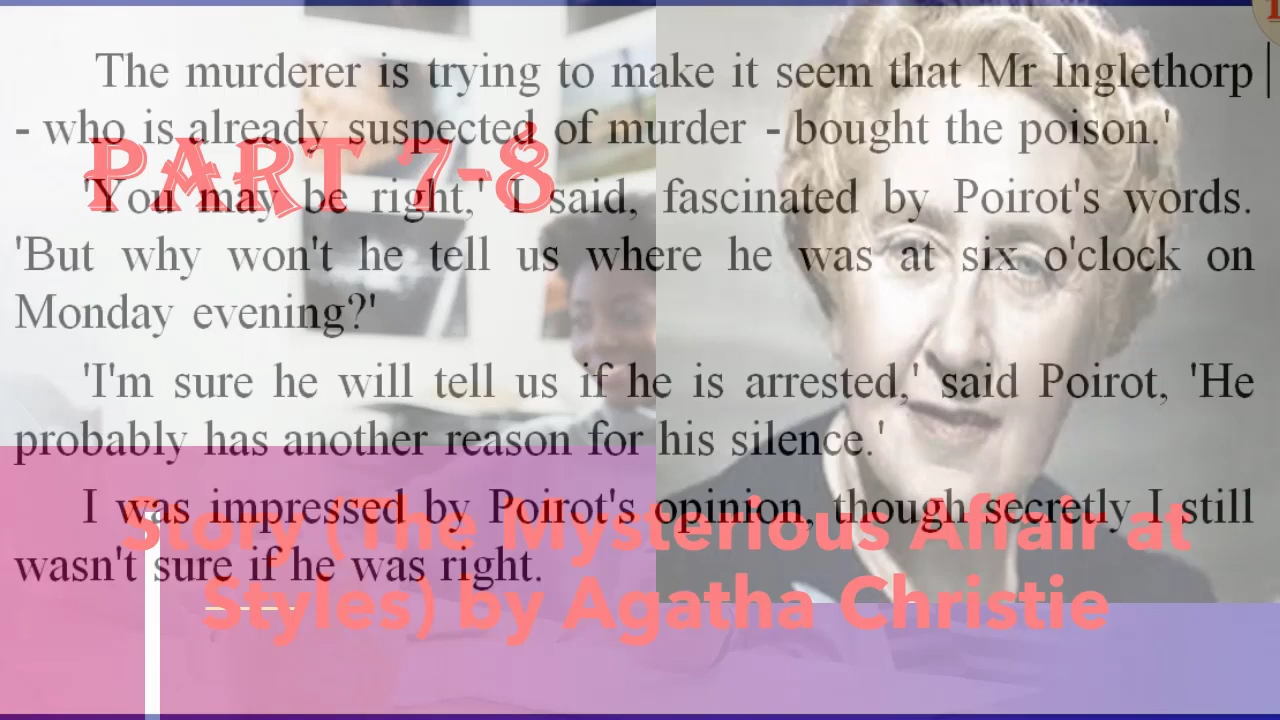 The murderer is trying to make it seem that Mr Inglethorp
- who is already suspected of murder - bought the poison.'
PART 7-8
'You may be right,' I said, fascinated by Poirot's words.
'But why won't he tell us where he was at six o'clock on
Monday evening?'
'I'm sure he will tell us if he is arrested,' said Poirot, 'He
probably has another reason for his silence.'
I was impressed by Poirot's opinion, though secretly I still
wasn't sure if he was right.
Story (The Mysterious Affair at
Styles) by Agatha Christie